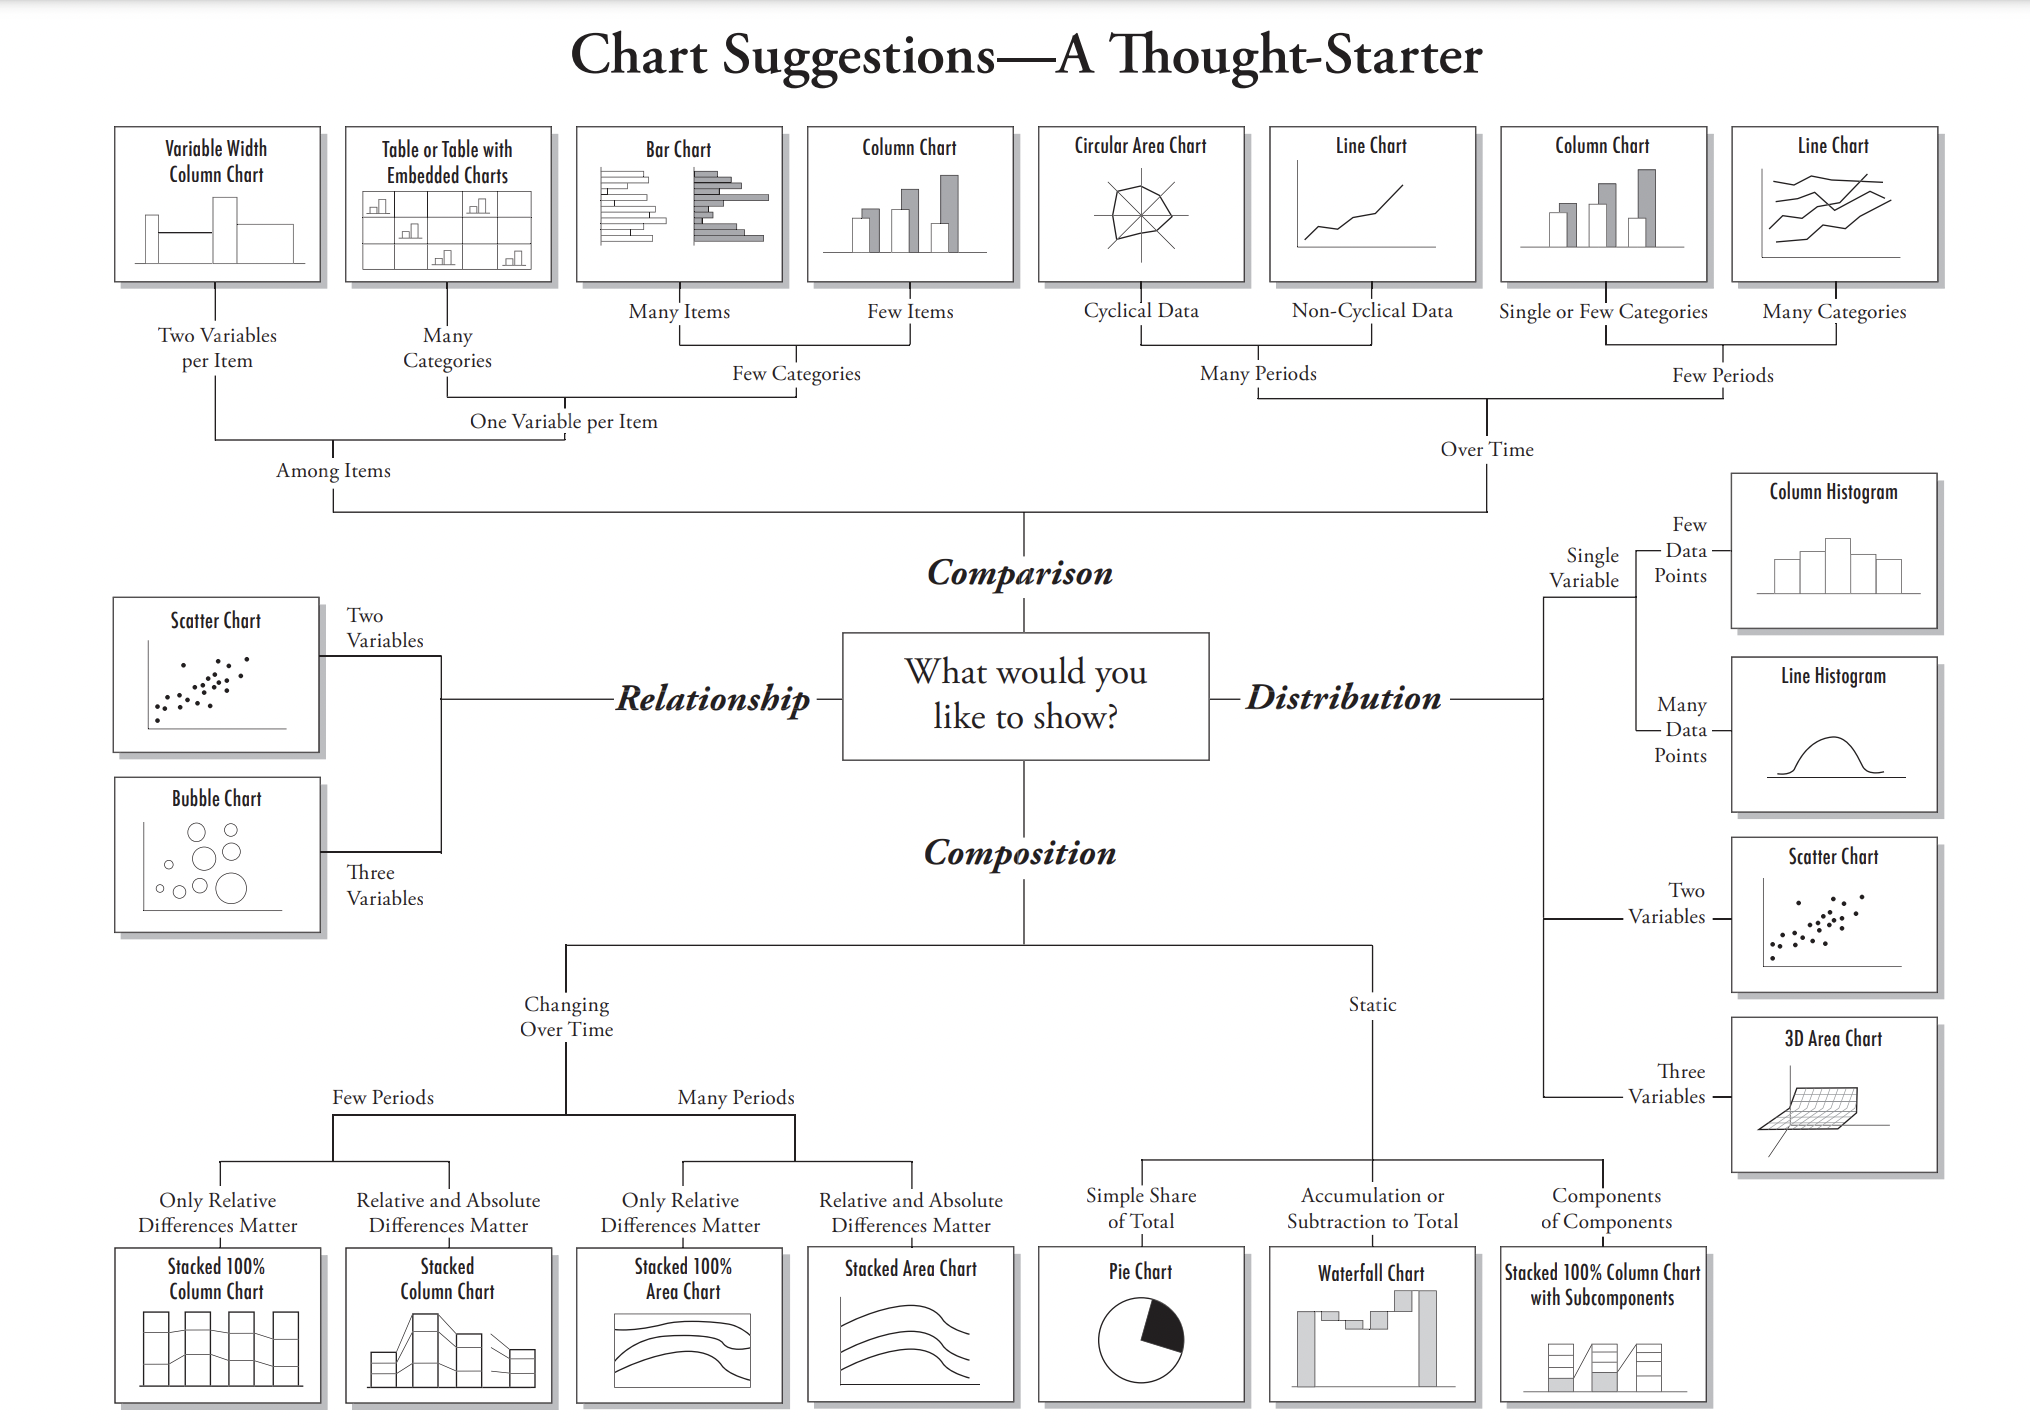 Chart Suggestions—A Thought-Starter
Variable Width
Column Chart
Table or Table with
Embedded Charts
Bar Chart
Column Chart
Circular Area Chart
Line Chart
Column Chart
Line Chart
Two Variables
per Item
Many
Categories
Many Items
Few Items
Cyclical Data
Non-Cyclical Data
Single or Few Categories
Many Categories
Few Categories
Many Periods
Few Periods
One Variable per Item
Over Time
Among Items
Comparison
What would you
like to show?
Relationship
Two
Variables
Scatter Chart
Bubble Chart
Three
Variables
Distribution
Single
Variable
Few
Data
Points
Column Histogram
Many
Data
Points
Line Histogram
Two
Variables
Scatter Chart
Three
Variables
3D Area Chart
Composition
Changing
Over Time
Static
Few Periods
Many Periods
Only Relative
Differences Matter
Relative and Absolute
Differences Matter
Only Relative
Differences Matter
Relative and Absolute
Differences Matter
Simple Share
of Total
Accumulation or
Subtraction to Total
Components
of Components
Stacked 100%
Column Chart
Stacked
Column Chart
Stacked 100%
Area Chart
Stacked Area Chart
Pie Chart
Waterfall Chart
Stacked 100% Column Chart
with Subcomponents